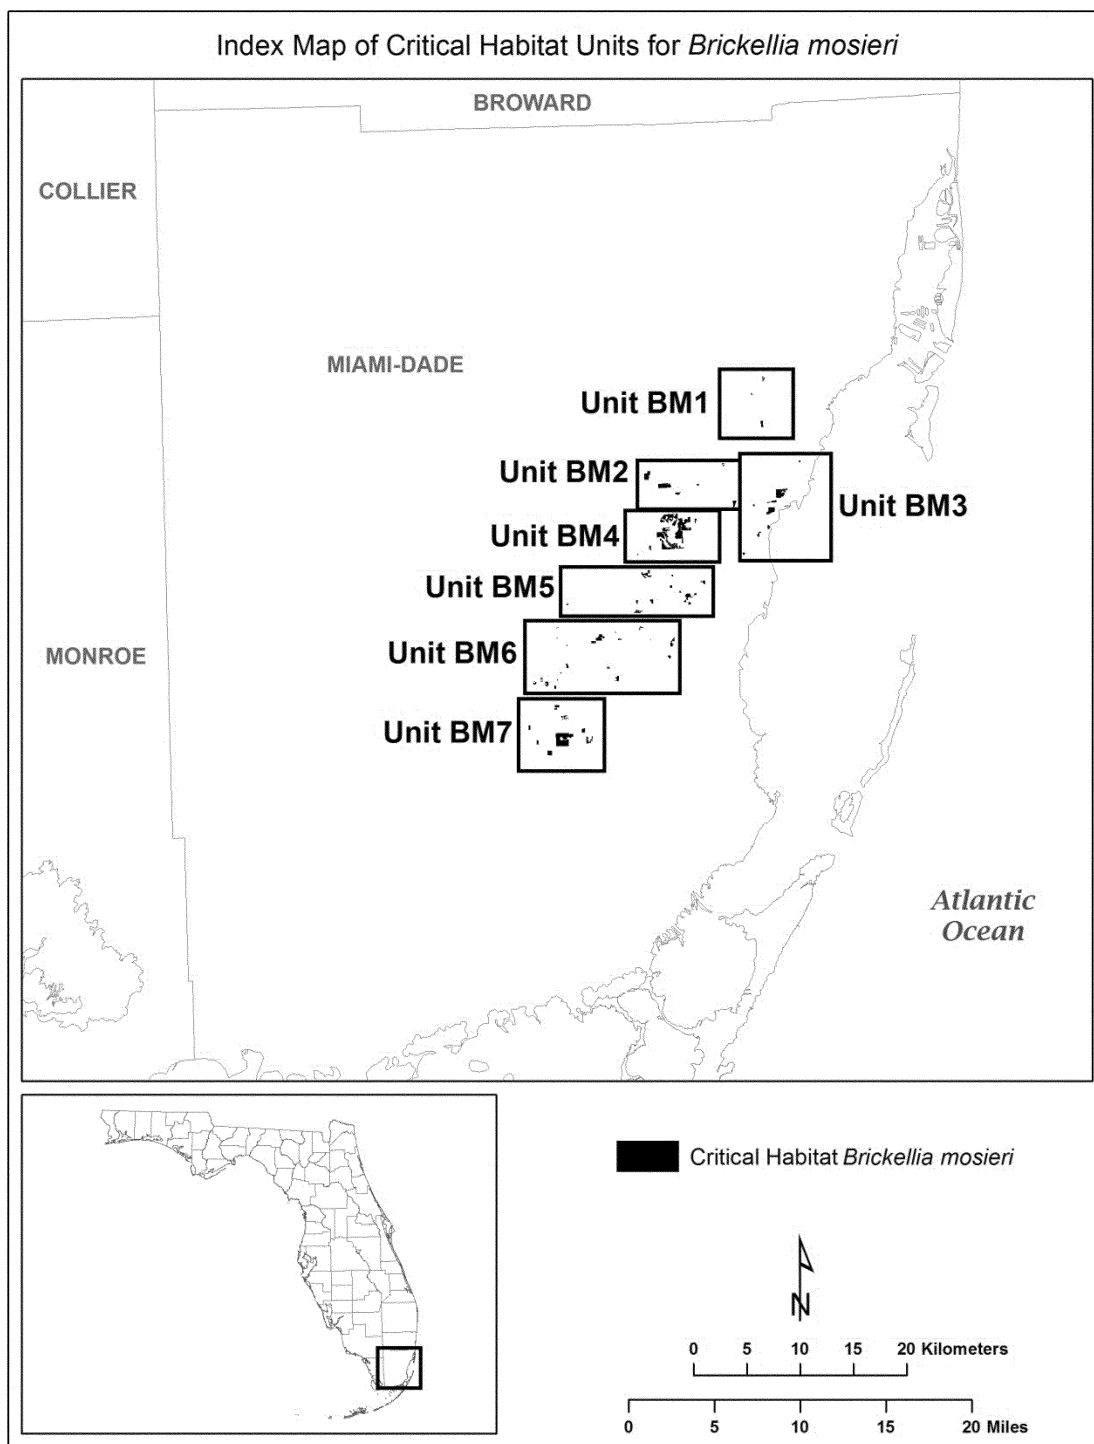 Index Map of Critical Habitat Units for Brickellia mosieri
BROWARD
COLLIER
MIAMI-DADE
Unit BM1
Unit BM2
Unit BM3
Unit BM4
Unit BM5
Unit BM6
MONROE
Unit BM7
Atlantic
Ocean
Critical Habitat Brickellia mosieri
N
0 5 10 15 20 Kilometers
0 5 10 15 20 Miles